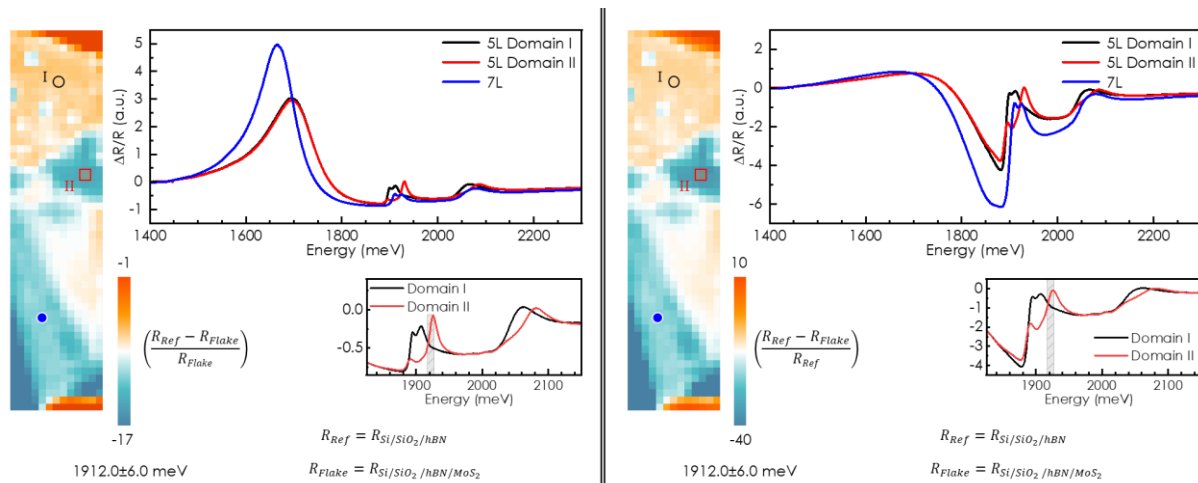 I
II
5L Domain I
5L Domain II
7L
ΔR/R (a.u.)
5
4
3
2
1
0
-1
1400 1600 1800 2000 2200
Energy (meV)
-1
-17
(R_Ref − R_Flake / R_Flake)
Domain I
Domain II
0.0
-0.5
1900 2000 2100
Energy (meV)
R_Ref = R_Si/SiO₂/hBN
R_Flake = R_Si/SiO₂/hBN/MoS₂
1912.0±6.0 meV
I
II
5L Domain I
5L Domain II
7L
ΔR/R (a.u.)
2
0
-2
-4
-6
1400 1600 1800 2000 2200
Energy (meV)
10
-40
(R_Ref − R_Flake / R_Ref)
0
-1
-2
-3
-4
Domain I
Domain II
1900 2000 2100
Energy (meV)
R_Ref = R_Si/SiO₂/hBN
R_Flake = R_Si/SiO₂/hBN/MoS₂
1912.0±6.0 meV